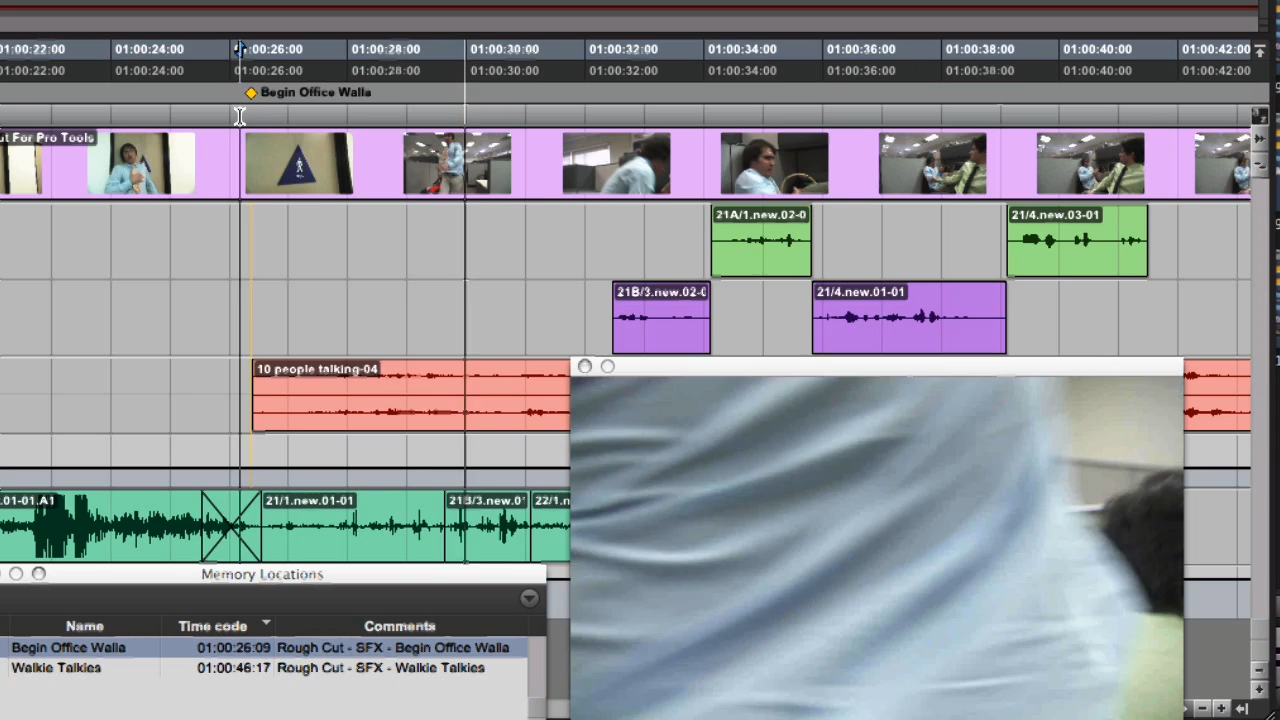 01:00:22:00 01:00:24:00 :00:26:00 01:00:28:00 01:00:30:00 01:00:32:00 01:00:34:00 01:00:36:00 01:00:38:00 01:00:40:00 01:00:42:00
01:00:22:00 01:00:24:00 01:00:26:00 01:00:28:00 01:00:30:00 01:00:32:00 01:00:34:00 01:00:36:00 01:00:38:00 01:00:40:00 01:00:42:00
Begin Office Walla
ut For Pro Tools
21A/1.new.02-0 21/4.new.03-01
21B/3.new.02-0 21/4.new.01-01
10 people talking-04
.01-01.A1 21/1.new.01-01 21B/3.new.0 22/1.n
Memory Locations
Name Time code Comments
Begin Office Walla 01:00:26:09 Rough Cut - SFX - Begin Office Walla
Walkie Talkies 01:00:46:17 Rough Cut - SFX - Walkie Talkies